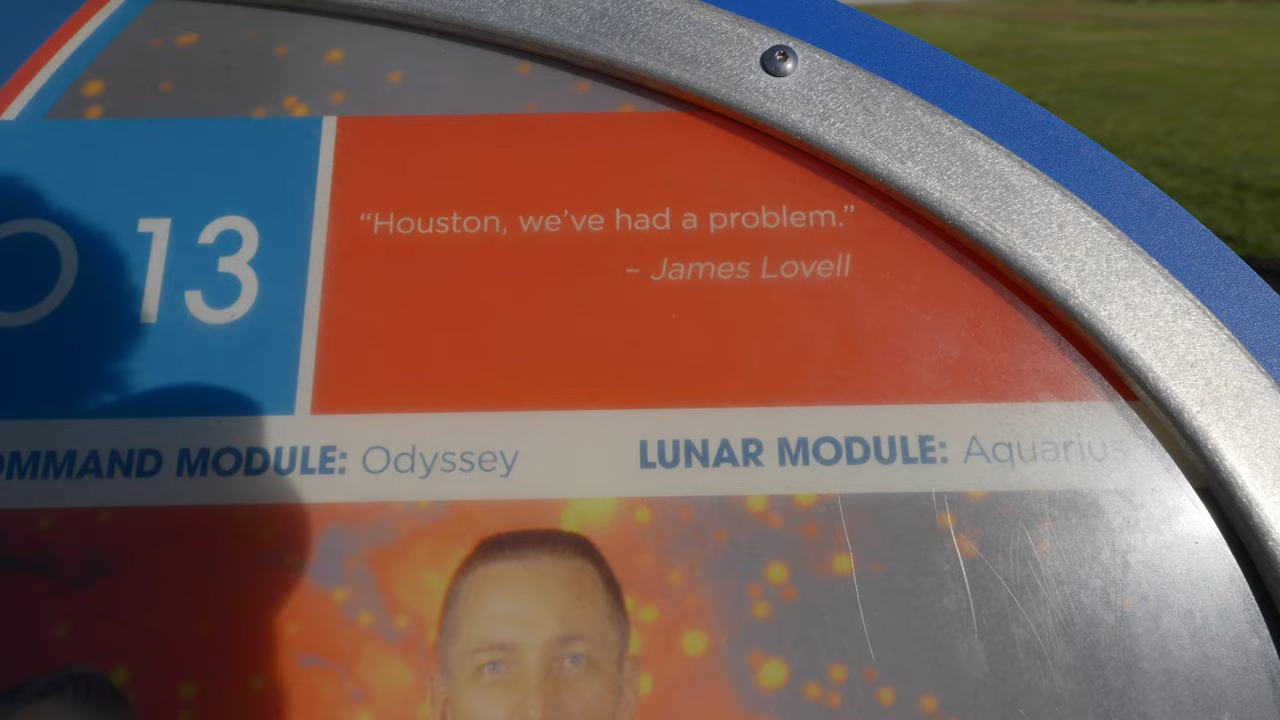 O 13
“Houston, we’ve had a problem.”
– James Lovell
OMMAND MODULE: Odyssey
LUNAR MODULE: Aquarius